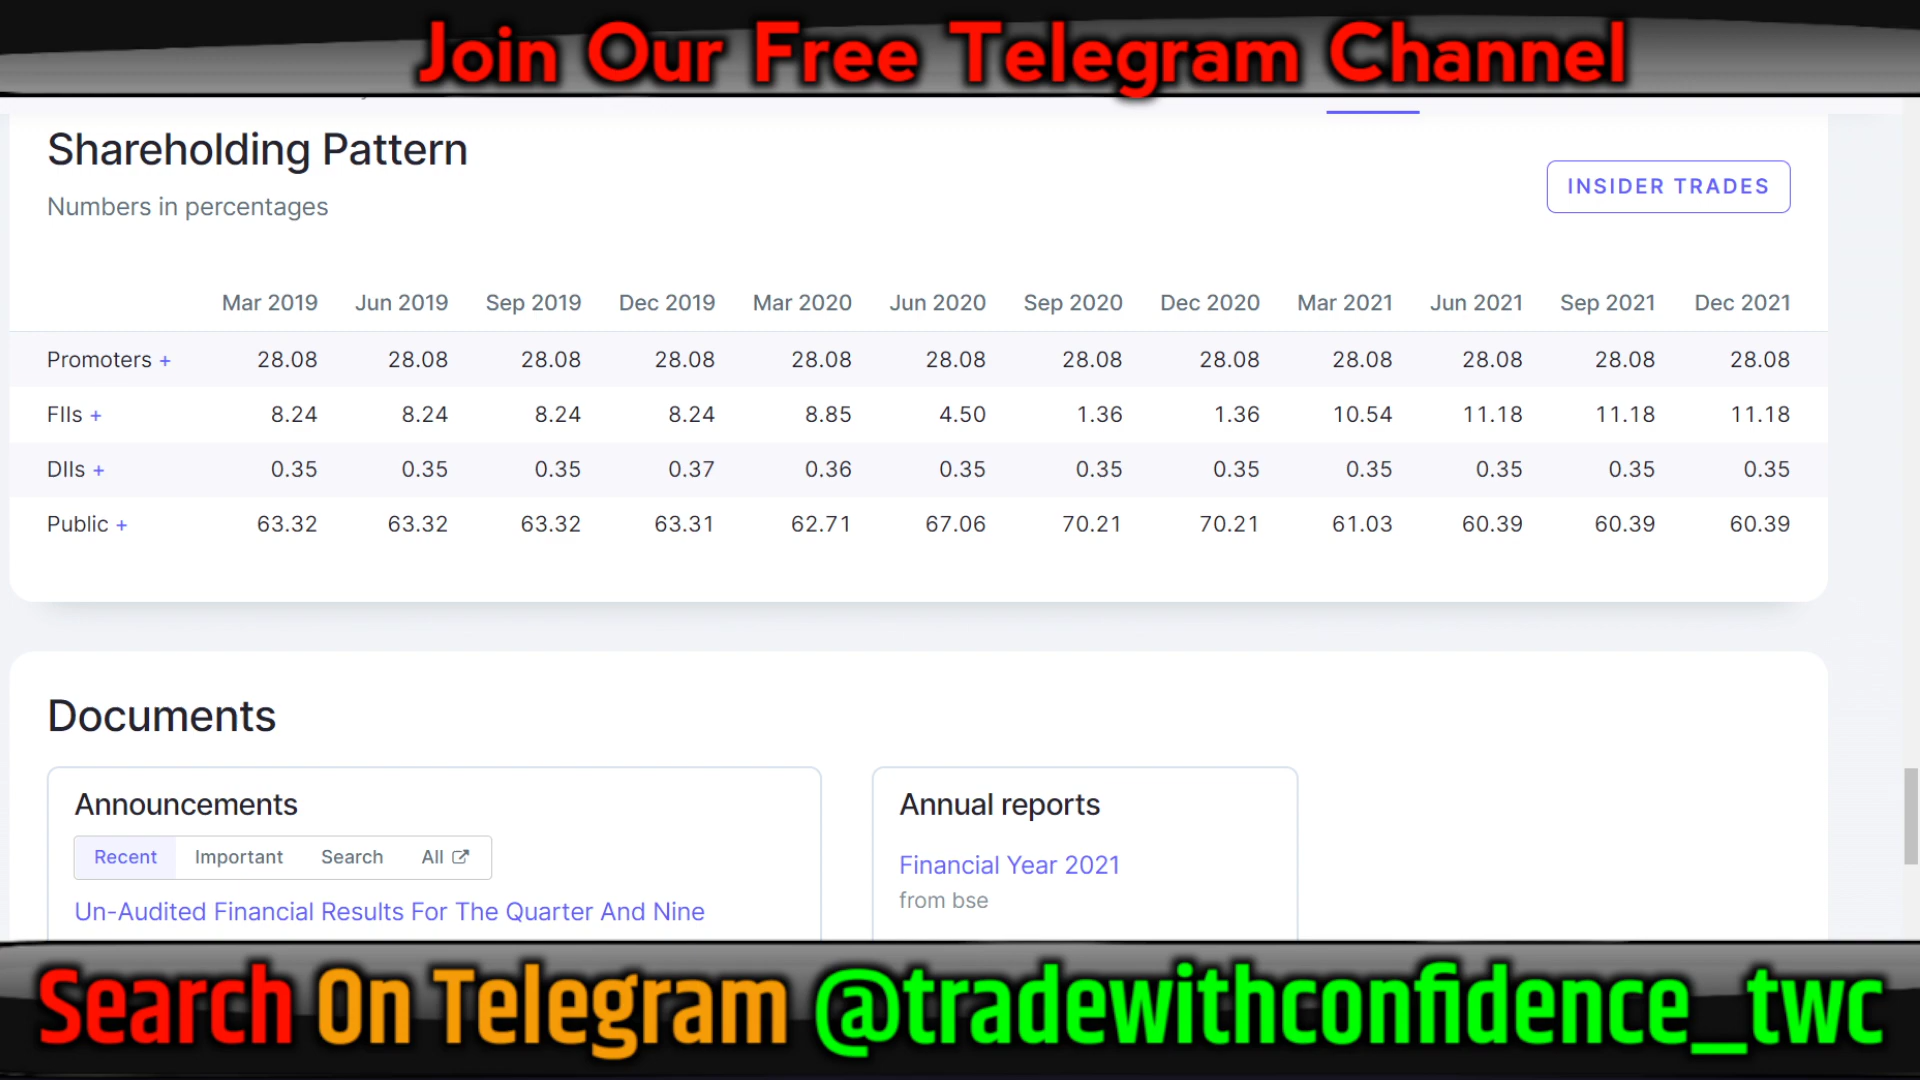 Join Our Free Telegram Channel
Shareholding Pattern
Numbers in percentages
INSIDER TRADES
Mar 2019 Jun 2019 Sep 2019 Dec 2019 Mar 2020 Jun 2020 Sep 2020 Dec 2020 Mar 2021 Jun 2021 Sep 2021 Dec 2021
Promoters + 28.08 28.08 28.08 28.08 28.08 28.08 28.08 28.08 28.08 28.08 28.08 28.08
FIIs + 8.24 8.24 8.24 8.24 8.85 4.50 1.36 1.36 10.54 11.18 11.18 11.18
DIIs + 0.35 0.35 0.35 0.37 0.36 0.35 0.35 0.35 0.35 0.35 0.35 0.35
Public + 63.32 63.32 63.32 63.31 62.71 67.06 70.21 70.21 61.03 60.39 60.39 60.39
Documents
Announcements
Recent Important Search All
Un-Audited Financial Results For The Quarter And Nine
Annual reports
Financial Year 2021
from bse
Search On Telegram @tradewithconfidence_twc